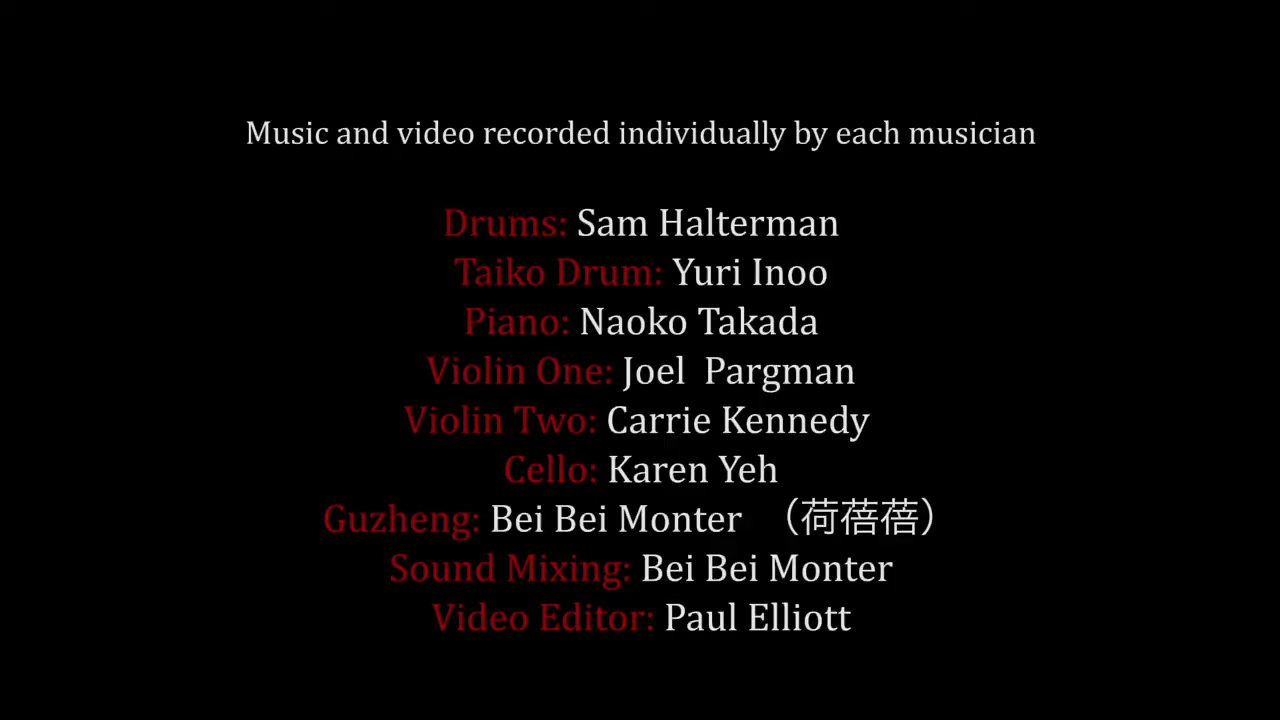 Music and video recorded individually by each musician
Drums: Sam Halterman
Taiko Drum: Yuri Inoo
Piano: Naoko Takada
Violin One: Joel  Pargman
Violin Two: Carrie Kennedy
Cello: Karen Yeh
Guzheng: Bei Bei Monter （荷蓓蓓）
Sound Mixing: Bei Bei Monter
Video Editor: Paul Elliott